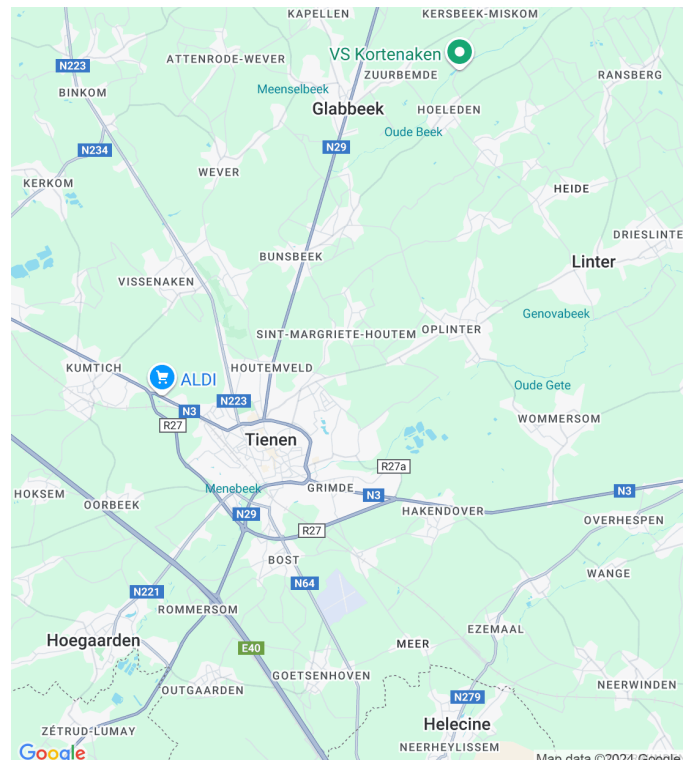 KAPELLEN
KERSBEEK-MISKOM
VS Kortenaken
N223
ATTENRODE-WEVER
ZUURBEMDE
RANSBERG
BINKOM
Meenselbeek
Glabbeek
HOELEDEN
Oude Beek
N234
N29
WEVER
KERKOM
HEIDE
DRIESLINTE
BUNSBEEK
Linter
VISSENAKEN
Genovabeek
SINT-MARGRIETE-HOUTEM
OPLINTER
KUMTICH
HOUTEMVELD
ALDI
Oude Gete
N223
N3
R27
WOMMERSOM
Tienen
R27a
Menebeek
GRIMDE
N3
N3
HOKSEM
OORBEEK
N29
HAKENDOVER
OVERHESPEN
R27
BOST
WANGE
N64
N221
ROMMERSOM
EZEMAAL
Hoegaarden
MEER
E40
GOETSENHOVEN
OUTGAARDEN
NEERWINDEN
N279
Helecine
ZÉTRUD-LUMAY
NEERHEYLISSEM
Google
Map data ©2024 Google